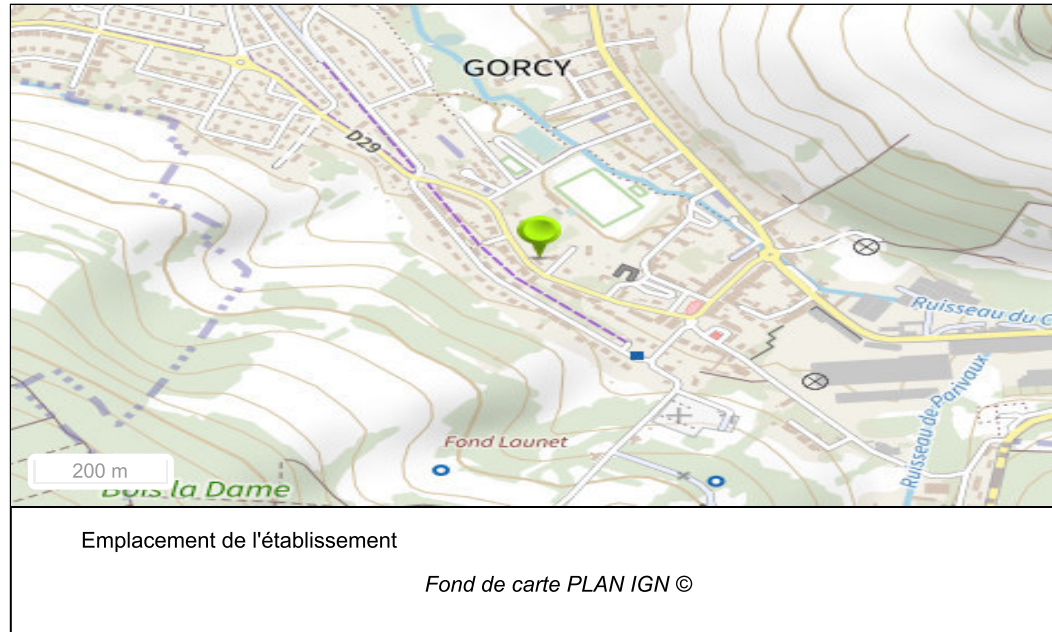 GORCY
D29
Ruisseau du
Ruisseau de Parivaux
Fond Launet
200 m
Bois la Dame
Emplacement de l'établissement
Fond de carte PLAN IGN ©